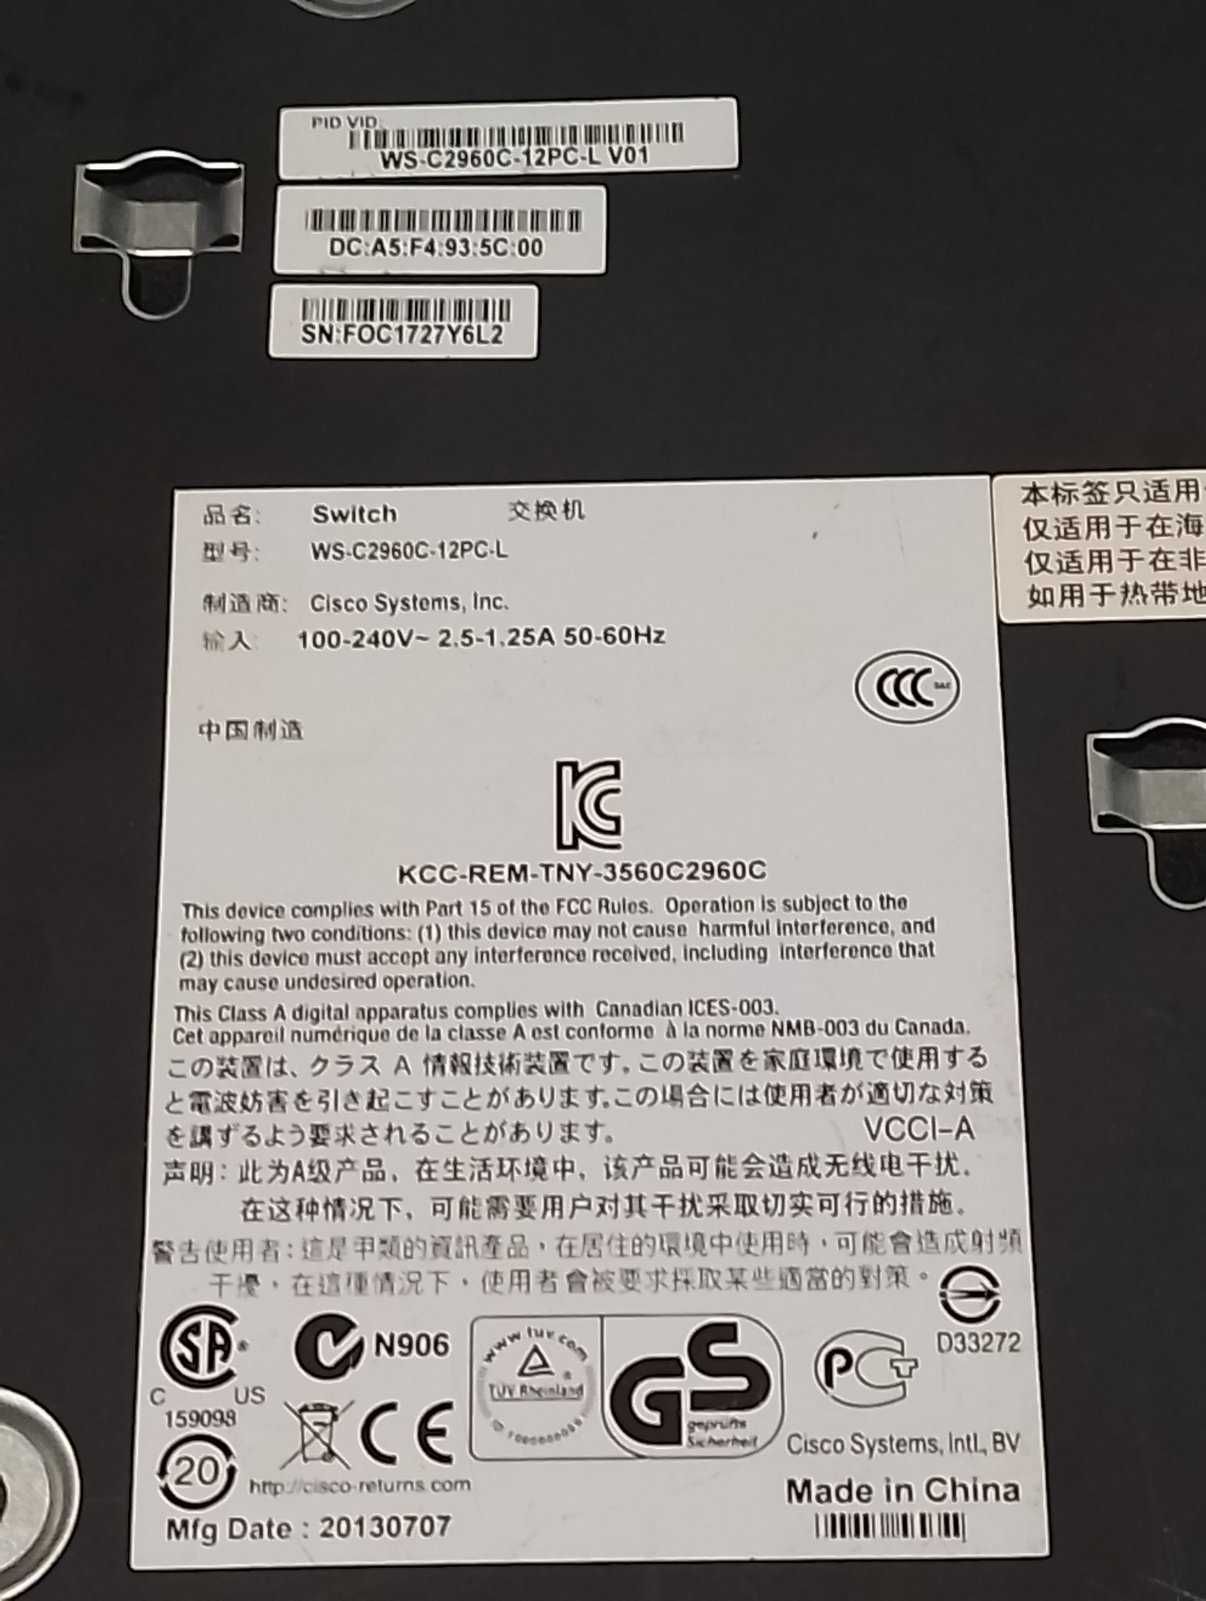 PID VID:
WS-C2960C-12PC-L V01
DC:A5:F4:93:5C:00
SN:FOC1727Y6L2
品名: Switch 交换机
型号: WS-C2960C-12PC-L
制造商: Cisco Systems, Inc.
输入: 100-240V~ 2.5-1.25A 50-60Hz
中国制造
本标签只适用
仅适用于在海
仅适用于在非
如用于热带地
CCC
S&E
KC
KCC-REM-TNY-3560C2960C
This device complies with Part 15 of the FCC Rules. Operation is subject to the
following two conditions: (1) this device may not cause harmful interference, and
(2) this device must accept any interference received, including interference that
may cause undesired operation.
This Class A digital apparatus complies with Canadian ICES-003.
Cet appareil numérique de la classe A est conforme à la norme NMB-003 du Canada.
この装置は、クラス A 情報技術装置です。この装置を家庭環境で使用する
と電波妨害を引き起こすことがあります。この場合には使用者が適切な対策
を講ずるよう要求されることがあります。 VCCI-A
声明：此为A级产品，在生活环境中，该产品可能会造成无线电干扰。
在这种情况下，可能需要用户对其干扰采取切实可行的措施。
警告使用者：這是甲類的資訊產品，在居住的環境中使用時，可能會造成射頻
干擾，在這種情況下，使用者會被要求採取某些適當的對策。
D33272
SA ®
C US
159098
N906
www.tuv.com
TÜV Rheinland ®
GS
geprüfte
Sicherheit
PCT
CE
20
http://cisco-returns.com
Cisco Systems, Intl., BV
Made in China
Mfg Date : 20130707